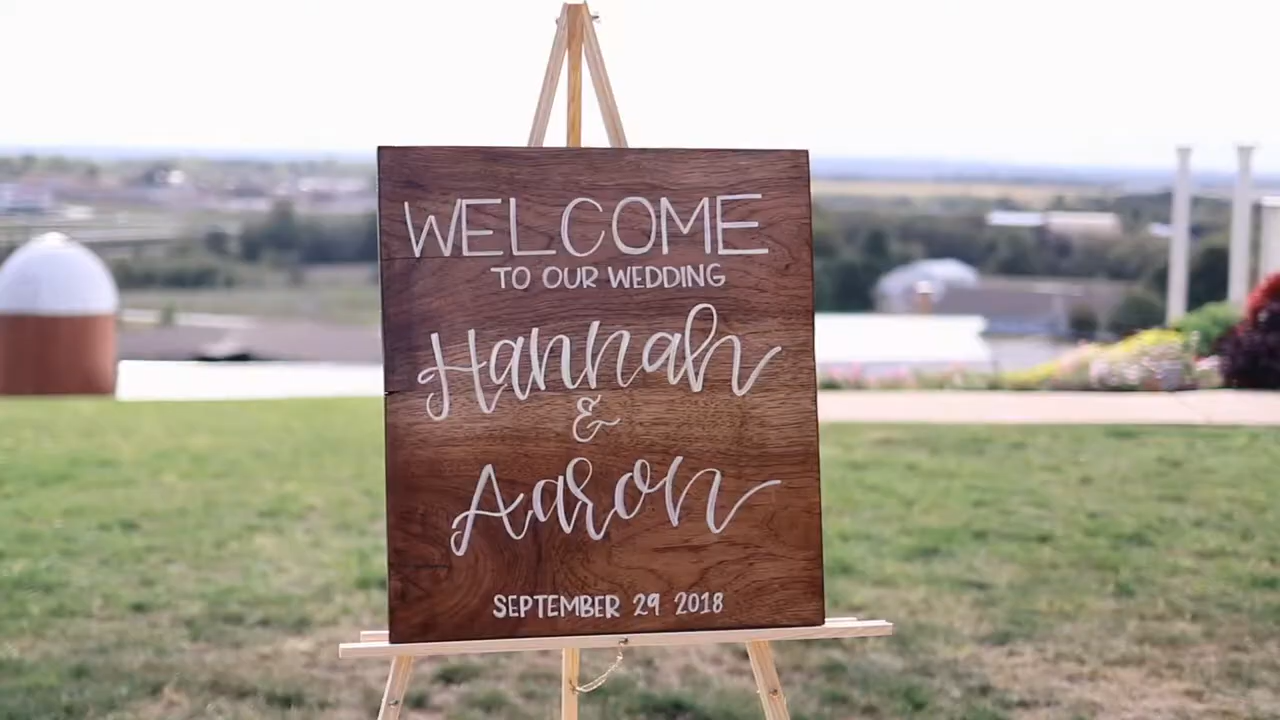 WELCOME
TO OUR WEDDING
Hannah
&
Aaron
SEPTEMBER 29 2018